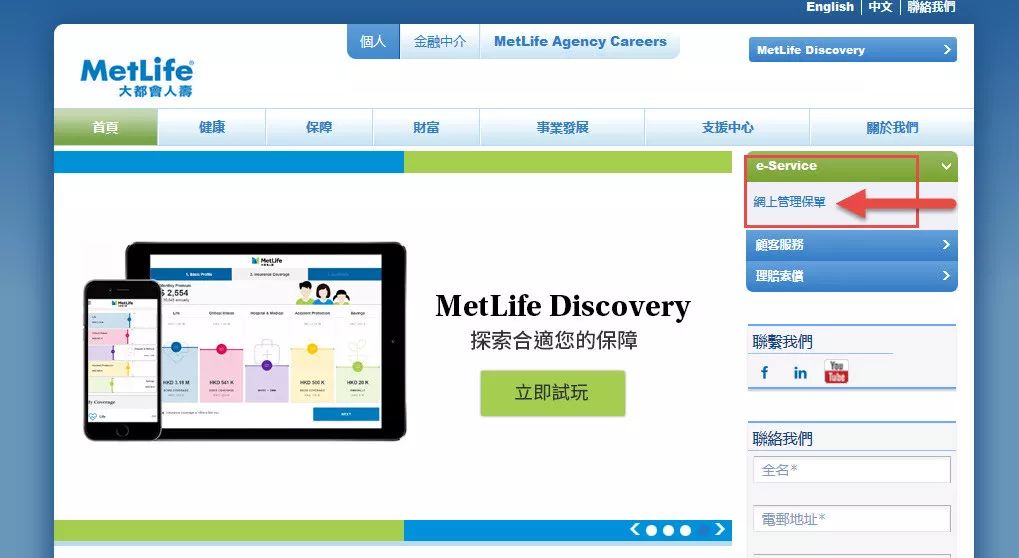 English 中文 聯絡我們
個人 金融中介 MetLife Agency Careers
MetLife Discovery
MetLife
大都會人壽
首頁 健康 保障 財富 事業發展 支援中心 關於我們
e-Service
網上管理保單
顧客服務
理賠索償
MetLife
1. Basic Profile 2. Insurance Coverage
Monthly Premium
$ 2,554
Life Critical Illness Hospital & Medical Accident Protection Savings
HKD 3.18 M HKD 541 K HKD 500 K HKD 20 K
NEXT
MetLife
My Coverage
Life
MetLife Discovery
探索合適您的保障
立即試玩
聯繫我們
f in You Tube
聯絡我們
全名*
電郵地址*